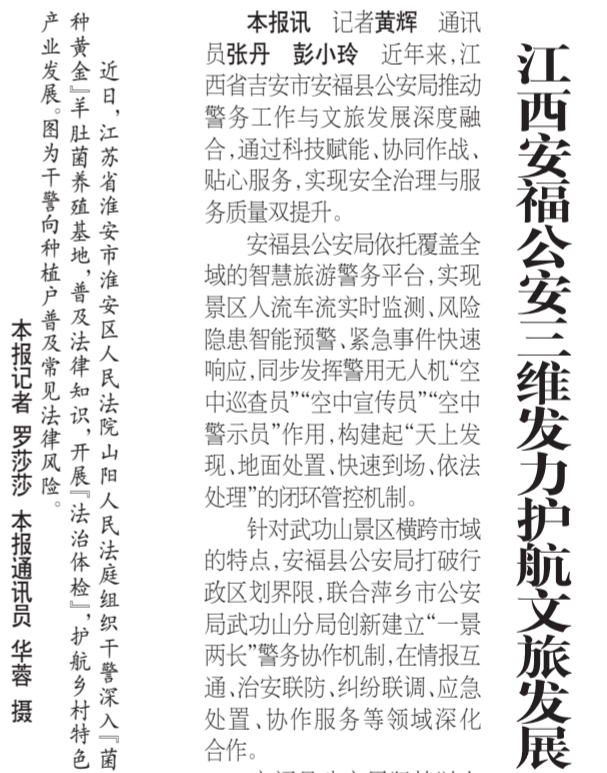 江西安福公安三维发力护航文旅发展
本报讯 记者黄辉 通讯
员张丹 彭小玲 近年来,江
西省吉安市安福县公安局推动
警务工作与文旅发展深度融
合,通过科技赋能、协同作战、
贴心服务,实现安全治理与服
务质量双提升。
安福县公安局依托覆盖全
域的智慧旅游警务平台,实现
景区人流车流实时监测、风险
隐患智能预警、紧急事件快速
响应,同步发挥警用无人机“空
中巡查员”“空中宣传员”“空中
警示员”作用,构建起“天上发
现、地面处置、快速到场、依法
处理”的闭环管控机制。
针对武功山景区横跨市域
的特点,安福县公安局打破行
政区划界限,联合萍乡市公安
局武功山分局创新建立“一景
两长”警务协作机制,在情报互
通、治安联防、纠纷联调、应急
处置、协作服务等领域深化
合作。
近日,江苏省淮安市淮安区人民法院山阳人民法庭组织干警深入『菌
种黄金』羊肚菌养殖基地,普及法律知识,开展『法治体检』,护航乡村特色
产业发展。图为干警向种植户普及常见法律风险。
本报记者 罗莎莎 本报通讯员 华蓉 摄